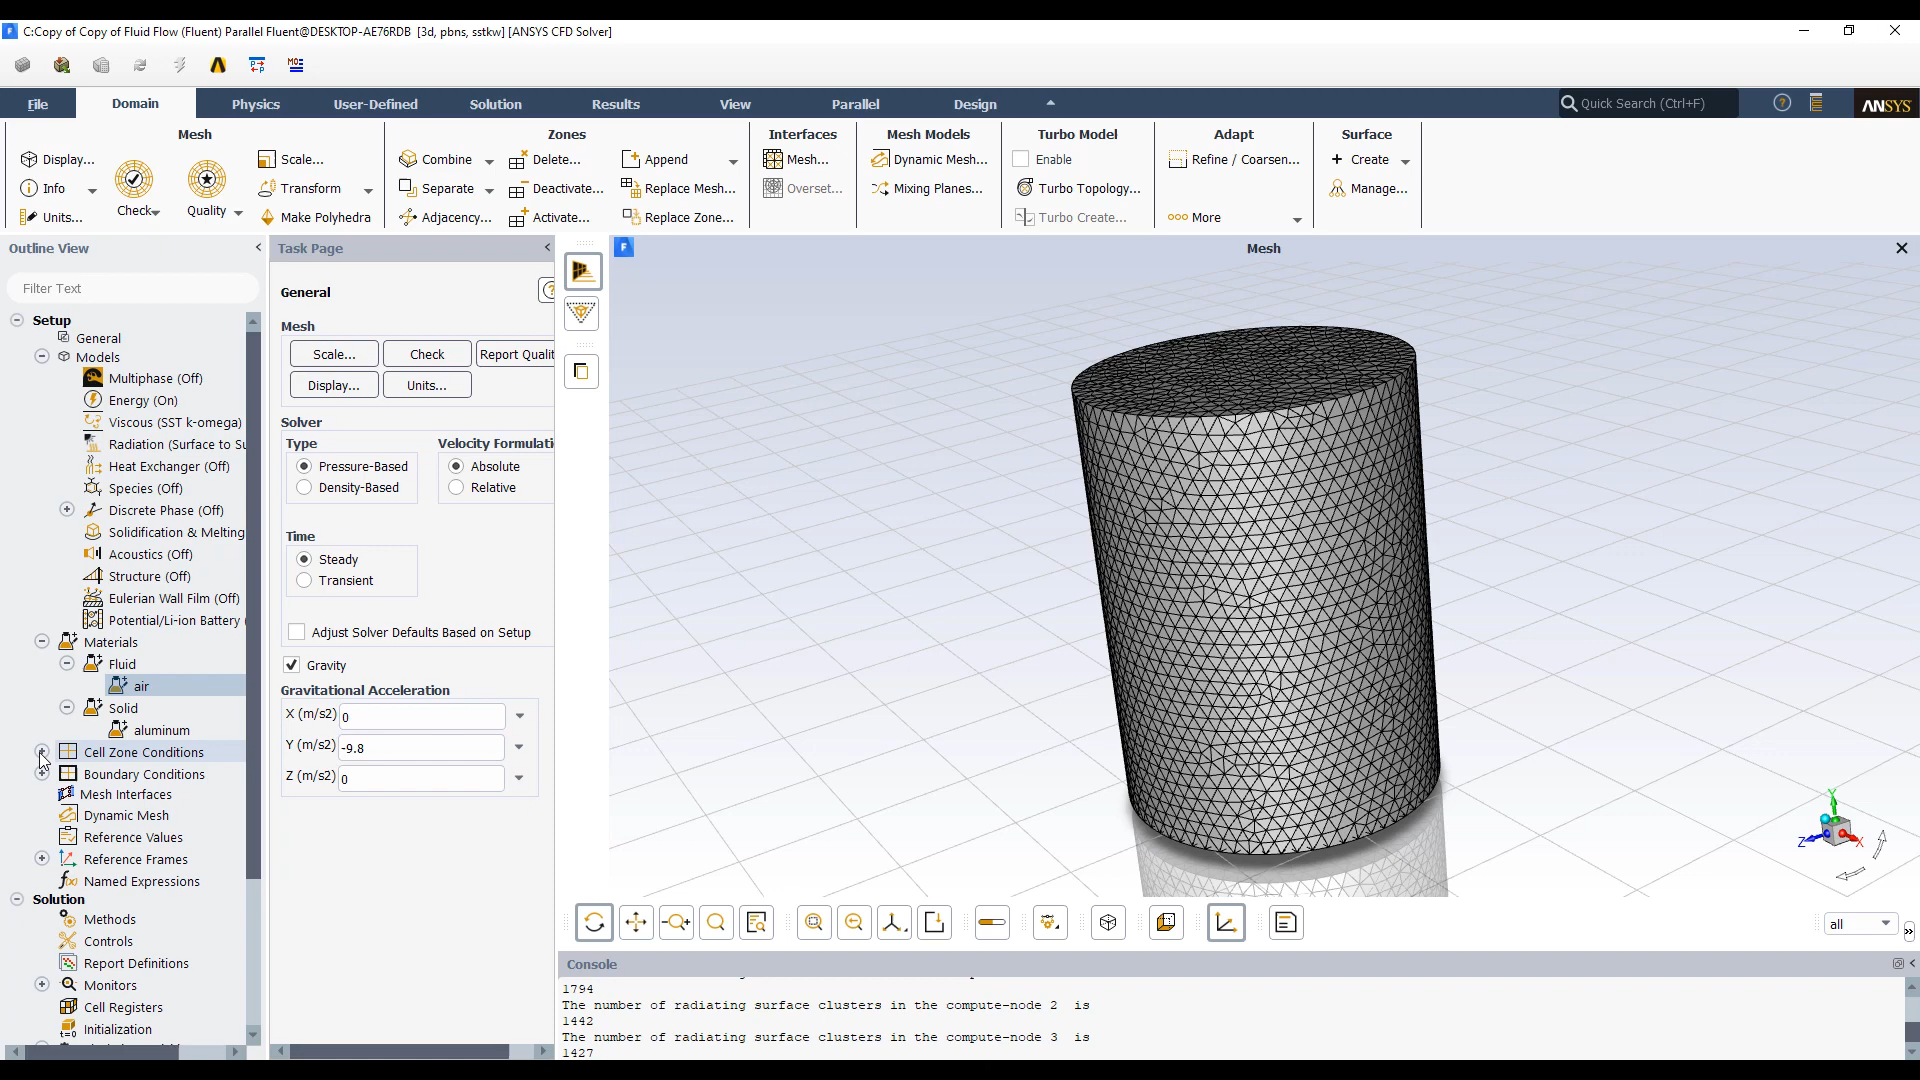 C:Copy of Copy of Fluid Flow (Fluent) Parallel Fluent@DESKTOP-AE76RDB [3d, pbns, sstkw] [ANSYS CFD Solver]
File Domain Physics User-Defined Solution Results View Parallel Design Quick Search (Ctrl+F) ANSYS
Mesh Zones Interfaces Mesh Models Turbo Model Adapt Surface
Display... Scale... Combine Delete... Append Mesh... Dynamic Mesh... Enable Refine / Coarsen... Create
Info Transform Separate Deactivate... Replace Mesh... Overset... Mixing Planes... Turbo Topology... Manage...
Units... Check Quality Make Polyhedra Adjacency... Activate... Replace Zone... Turbo Create... More
Outline View
Filter Text
Setup
General
Models
Multiphase (Off)
Energy (On)
Viscous (SST k-omega)
Radiation (Surface to Su
Heat Exchanger (Off)
Species (Off)
Discrete Phase (Off)
Solidification & Melting
Acoustics (Off)
Structure (Off)
Eulerian Wall Film (Off)
Potential/Li-ion Battery (
Materials
Fluid
air
Solid
aluminum
Cell Zone Conditions
Boundary Conditions
Mesh Interfaces
Dynamic Mesh
Reference Values
Reference Frames
Named Expressions
Solution
Methods
Controls
Report Definitions
Monitors
Cell Registers
Initialization
Task Page
General
Mesh
Scale... Check Report Qualit
Display... Units...
Solver
Type Velocity Formulati
Pressure-Based Absolute
Density-Based Relative
Time
Steady
Transient
Adjust Solver Defaults Based on Setup
Gravity
Gravitational Acceleration
X (m/s2) 0
Y (m/s2) -9.8
Z (m/s2) 0
Mesh
Y
Z X
all
Console
1794
The number of radiating surface clusters in the compute-node 2 is
1442
The number of radiating surface clusters in the compute-node 3 is
1427